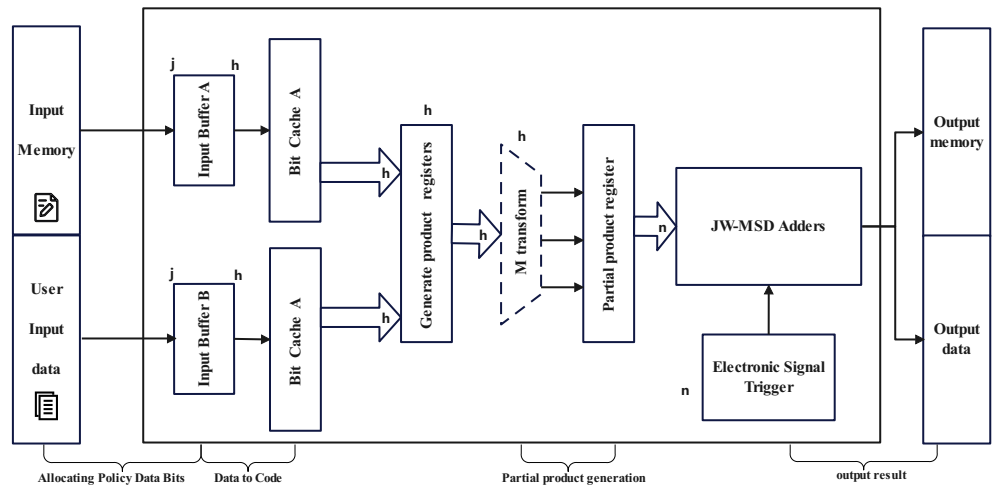 Input
Memory
User
Input
data
j
h
Input Buffer A
Bit Cache A
j
h
Input Buffer B
Bit Cache A
h
h
h
Generate product registers
h
h
M transform
Partial product register
n
JW-MSD Adders
Electronic Signal
Trigger
n
Output
memory
Output
data
Allocating Policy Data Bits
Data to Code
Partial product generation
output result